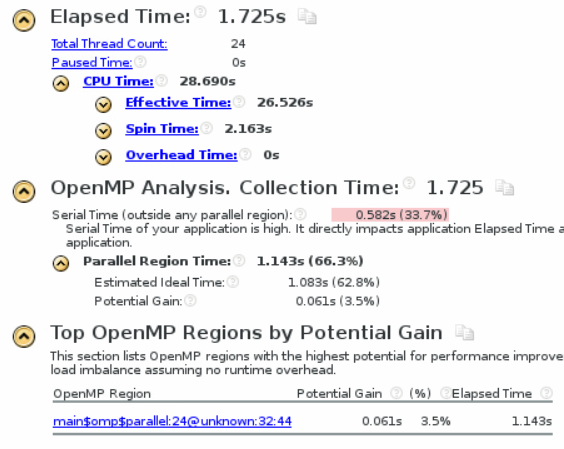 Elapsed Time: 1.725s
Total Thread Count: 24
Paused Time: 0s
CPU Time: 28.690s
Effective Time: 26.526s
Spin Time: 2.163s
Overhead Time: 0s
OpenMP Analysis. Collection Time: 1.725
Serial Time (outside any parallel region): 0.582s (33.7%)
Serial Time of your application is high. It directly impacts application Elapsed Time a
application.
Parallel Region Time: 1.143s (66.3%)
Estimated Ideal Time: 1.083s (62.8%)
Potential Gain: 0.061s (3.5%)
Top OpenMP Regions by Potential Gain
This section lists OpenMP regions with the highest potential for performance improve
load imbalance assuming no runtime overhead.
OpenMP Region Potential Gain (%) Elapsed Time
main$omp$parallel:24@unknown:32:44 0.061s 3.5% 1.143s